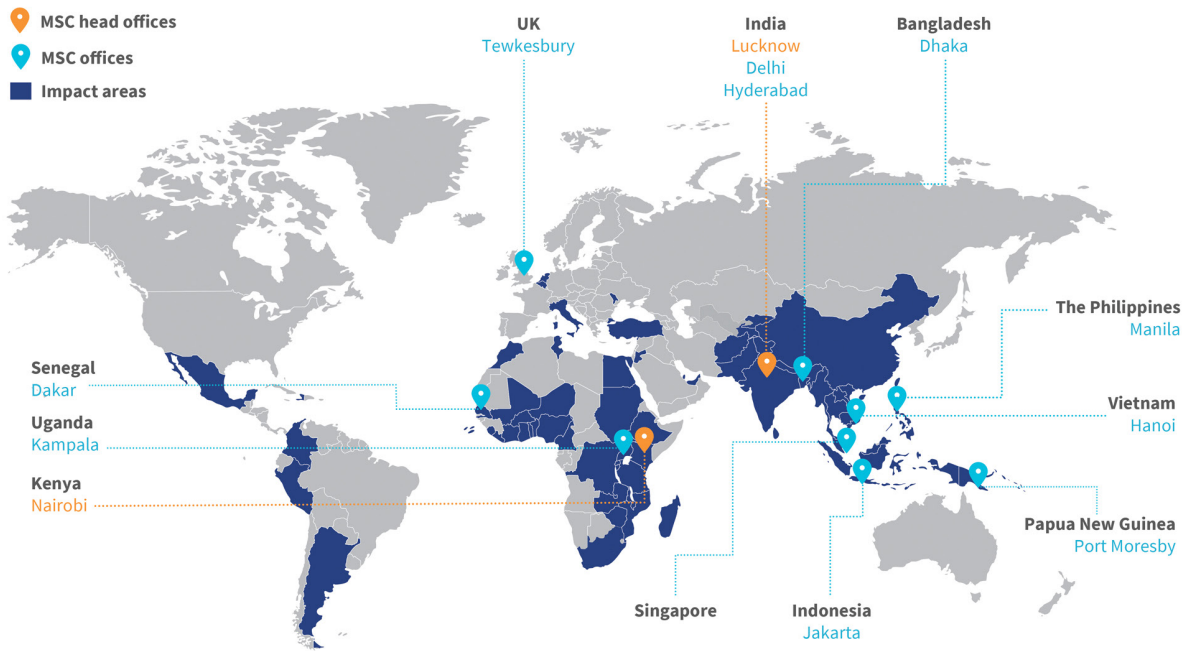 MSC head offices
MSC offices
Impact areas
UK
Tewkesbury
India
Lucknow
Delhi
Hyderabad
Bangladesh
Dhaka
The Philippines
Manila
Senegal
Dakar
Vietnam
Hanoi
Uganda
Kampala
Kenya
Nairobi
Papua New Guinea
Port Moresby
Singapore
Indonesia
Jakarta